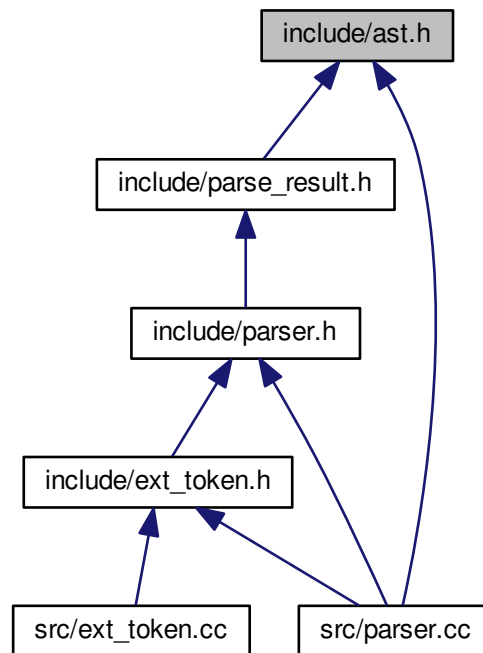 include/ast.h
include/parse_result.h
include/parser.h
include/ext_token.h
src/ext_token.cc
src/parser.cc